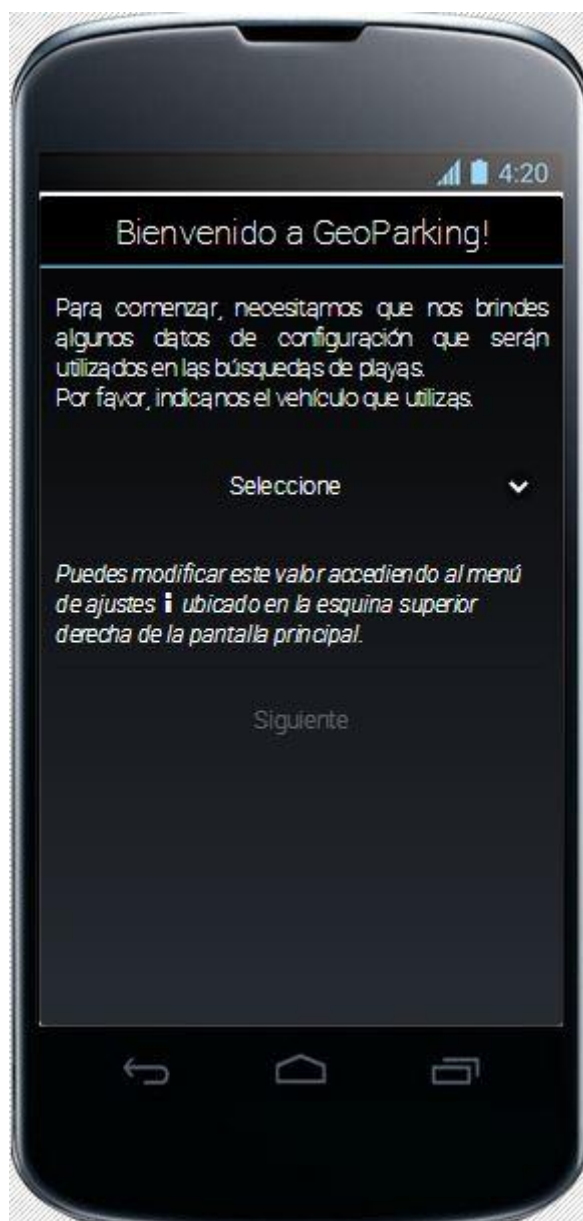 4:20
Bienvenido a GeoParking!
Para comenzar, necesitamos que nos brindes
algunos datos de configuración que serán
utilizados en las búsquedas de playas.
Por favor, indicanos el vehículo que utilizas.
Seleccione
Puedes modificar este valor accediendo al menú
de ajustes ubicado en la esquina superior
derecha de la pantalla principal.
Siguiente